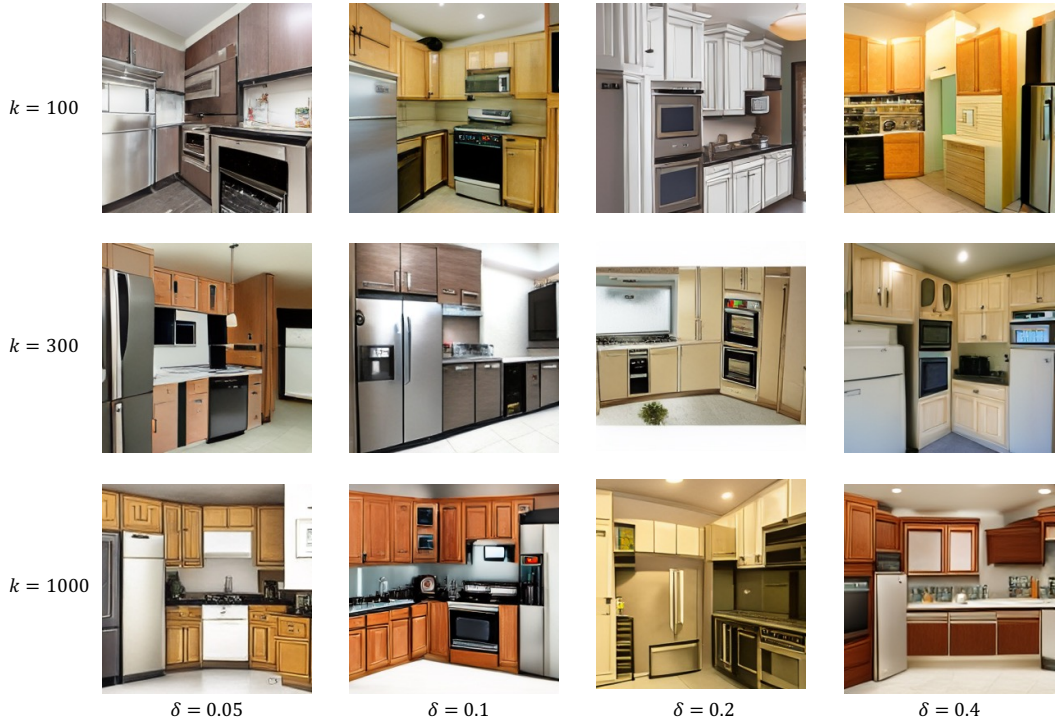 k = 100
k = 300
k = 1000
δ = 0.05
δ = 0.1
δ = 0.2
δ = 0.4